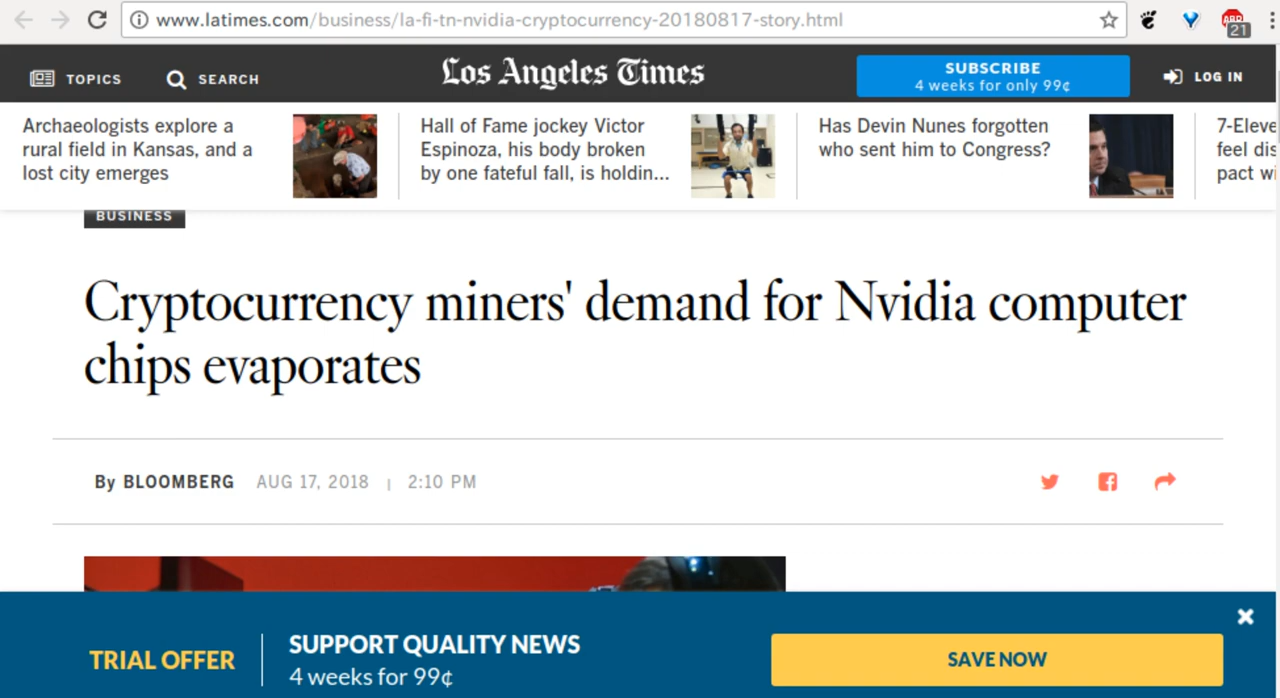 www.latimes.com/business/la-fi-tn-nvidia-cryptocurrency-20180817-story.html
ABP
21
TOPICS
SEARCH
Los Angeles Times
SUBSCRIBE
4 weeks for only 99¢
LOG IN
Archaeologists explore a
rural field in Kansas, and a
lost city emerges
Hall of Fame jockey Victor
Espinoza, his body broken
by one fateful fall, is holdin...
Has Devin Nunes forgotten
who sent him to Congress?
7-Eleve
feel dis
pact wi
BUSINESS
Cryptocurrency miners' demand for Nvidia computer
chips evaporates
By BLOOMBERG AUG 17, 2018 | 2:10 PM
TRIAL OFFER
SUPPORT QUALITY NEWS
4 weeks for 99¢
SAVE NOW